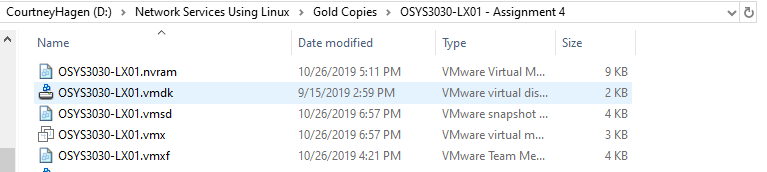 CourtneyHagen (D:) > Network Services Using Linux > Gold Copies > OSYS3030-LX01 - Assignment 4
Name Date modified Type Size
OSYS3030-LX01.nvram 10/26/2019 5:11 PM VMware Virtual M... 9 KB
OSYS3030-LX01.vmdk 9/15/2019 2:59 PM VMware virtual dis... 2 KB
OSYS3030-LX01.vmsd 10/26/2019 6:57 PM VMware snapshot ... 4 KB
OSYS3030-LX01.vmx 10/26/2019 6:57 PM VMware virtual m... 3 KB
OSYS3030-LX01.vmxf 10/26/2019 4:21 PM VMware Team Me... 4 KB